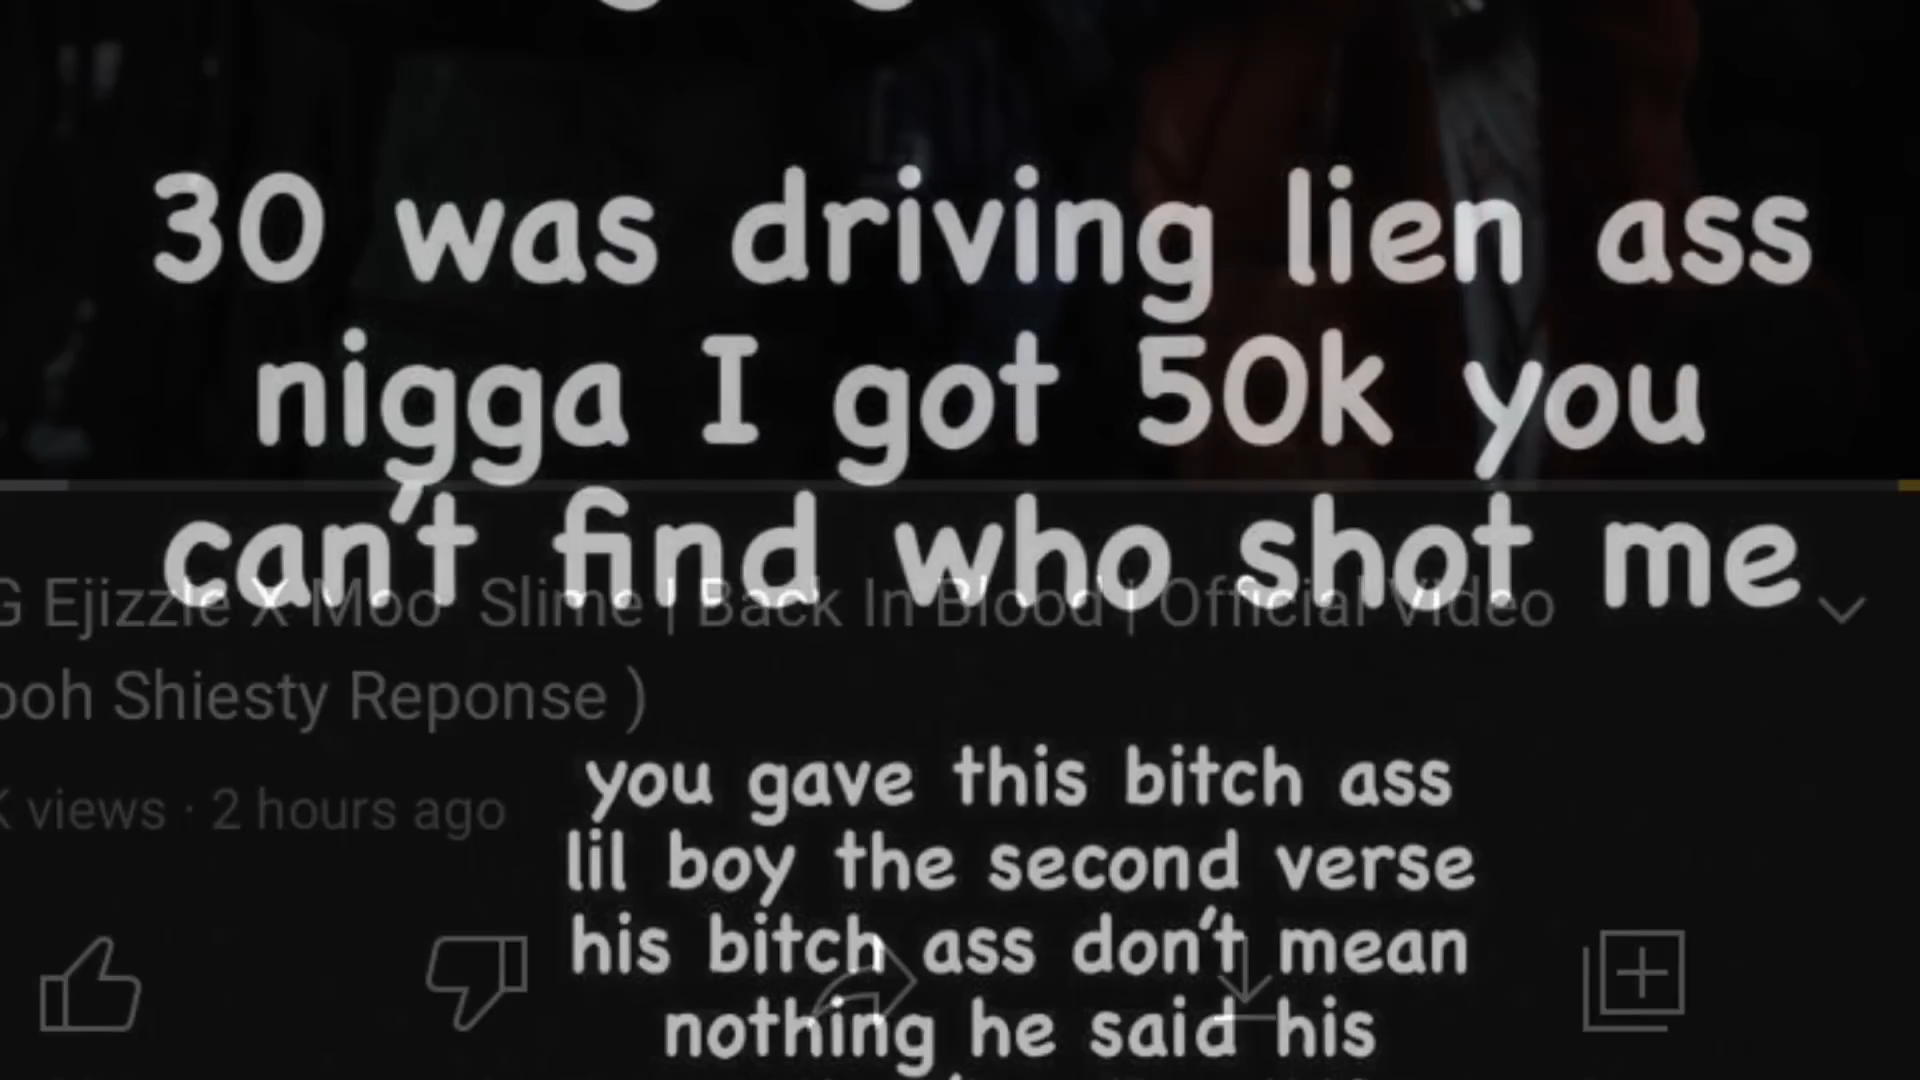 30 was driving lien ass
nigga I got 50k you
can't find who shot me
G Ejizzle X Moo Slime | Back In Blood | Official Video
ooh Shiesty Reponse )
K views · 2 hours ago
you gave this bitch ass
lil boy the second verse
his bitch ass don't mean
nothing he said his